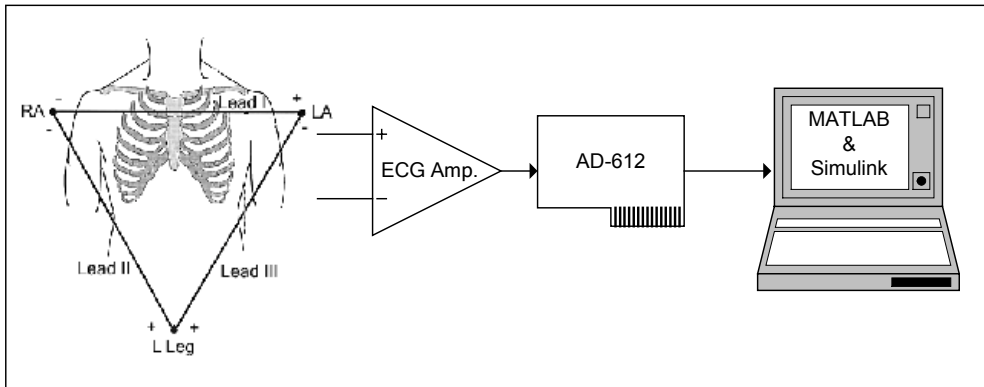 RA
-
Lead I
+
LA
-
-
Lead II
Lead III
+ +
L Leg
+
ECG Amp.
−
AD-612
MATLAB
&
Simulink